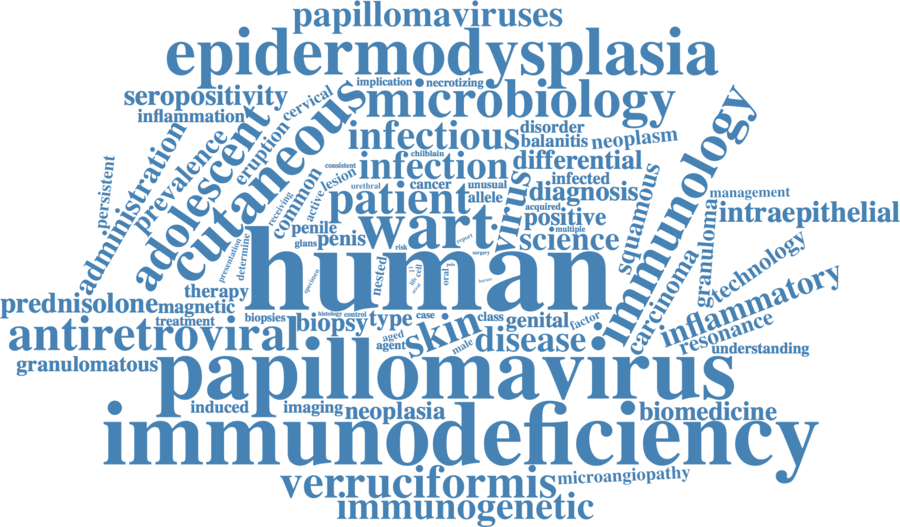 papillomaviruses
epidermodysplasia
implication
necrotizing
seropositivity
cervical
microbiology
inflammation
eruption
cutaneous
infectious
disorder
balanitis
neoplasm
persistent
administration
prevalence
adolescent
chilblain
consistent
lesion
infection
differential
immunology
common
active
urethral
cancer
unusual
infected
squamous
receiving
patient
allele
virus
diagnosis
management
acquired
positive
intraepithelial
penile
wart
multiple
glans
penis
risk
report
science
granuloma
presentation
determine
surgery
technology
human
nested
specimen
life
cell
oral
carcinoma
therapy
prednisolone
magnetic
inflammatory
treatment
biopsies
histology
control
biopsy
type
case
skin
class
genital
factor
resonance
antiretroviral
aged
agent
male
disease
understanding
granulomatous
papillomavirus
induced
imaging
neoplasia
biomedicine
immunodeficiency
verruciformis
microangiopathy
immunogenetic